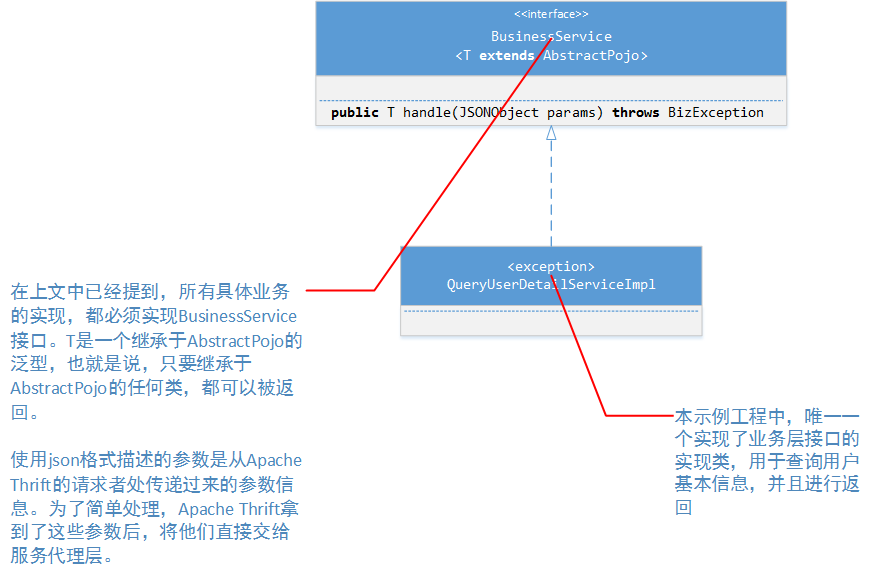 <<interface>>
BusinessService
<T extends AbstractPojo>
public T handle(JSONObject params) throws BizException
<exception>
QueryUserDetailServiceImpl
在上文中已经提到，所有具体业务
的实现，都必须实现BusinessService
接口。T是一个继承于AbstractPojo的
泛型，也就是说，只要继承于
AbstractPojo的任何类，都可以被返
回。
使用json格式描述的参数是从Apache
Thrift的请求者处传递过来的参数信
息。为了简单处理，Apache Thrift拿
到了这些参数后，将他们直接交给
服务代理层。
本示例工程中，唯一一
个实现了业务层接口的
实现类，用于查询用户
基本信息，并且进行返
回